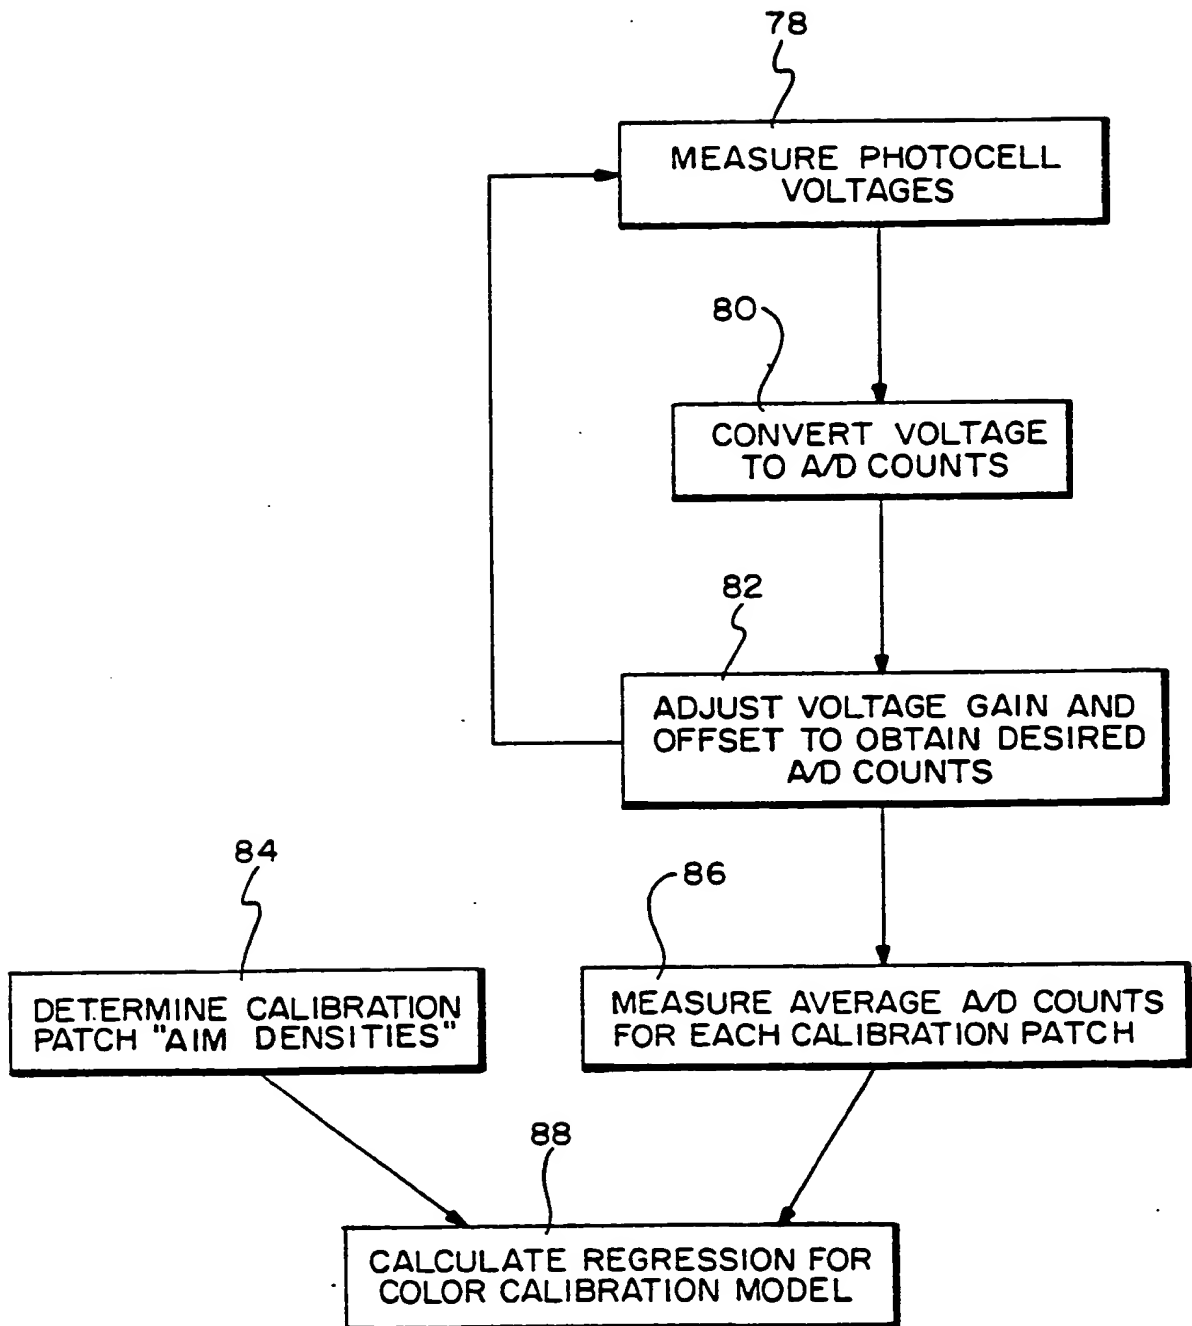 78
MEASURE PHOTOCELL
VOLTAGES
80
CONVERT VOLTAGE
TO A/D COUNTS
82
ADJUST VOLTAGE GAIN AND
OFFSET TO OBTAIN DESIRED
A/D COUNTS
84
DETERMINE CALIBRATION
PATCH "AIM DENSITIES"
86
MEASURE AVERAGE A/D COUNTS
FOR EACH CALIBRATION PATCH
88
CALCULATE REGRESSION FOR
COLOR CALIBRATION MODEL